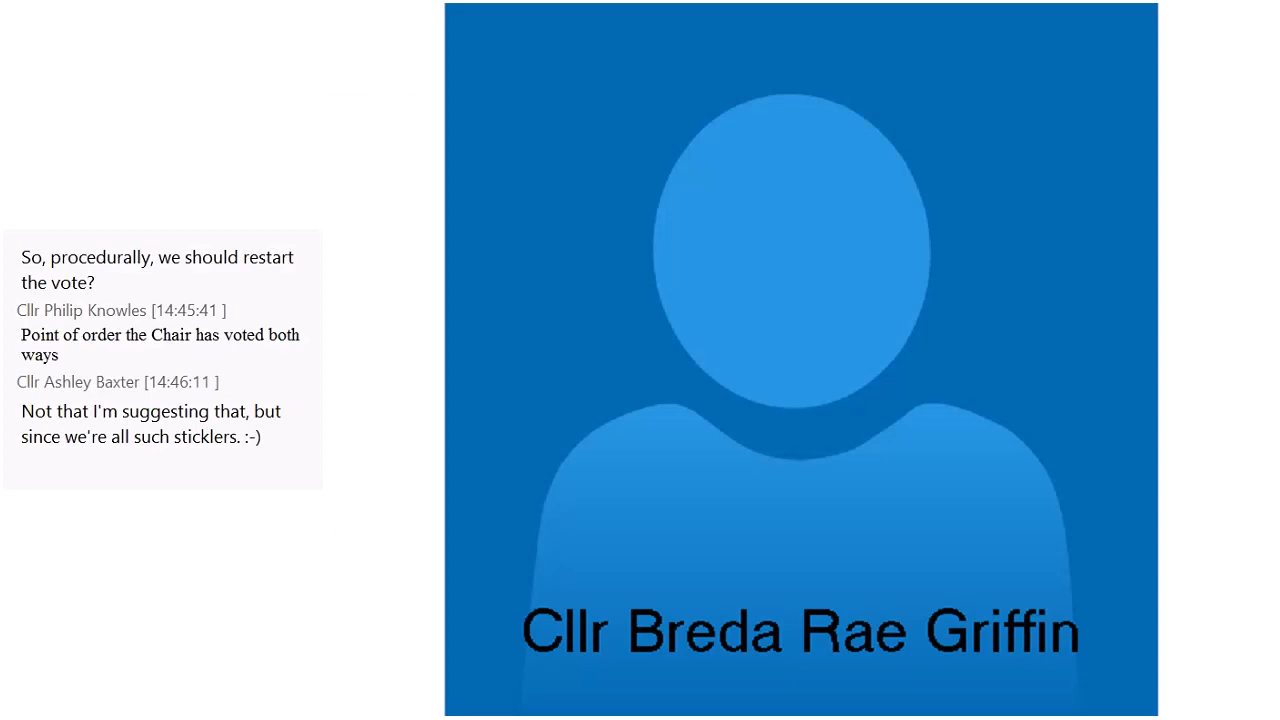 So, procedurally, we should restart
the vote?
Cllr Philip Knowles [14:45:41 ]
Point of order the Chair has voted both
ways
Cllr Ashley Baxter [14:46:11 ]
Not that I'm suggesting that, but
since we're all such sticklers. :-)
Cllr Breda Rae Griffin